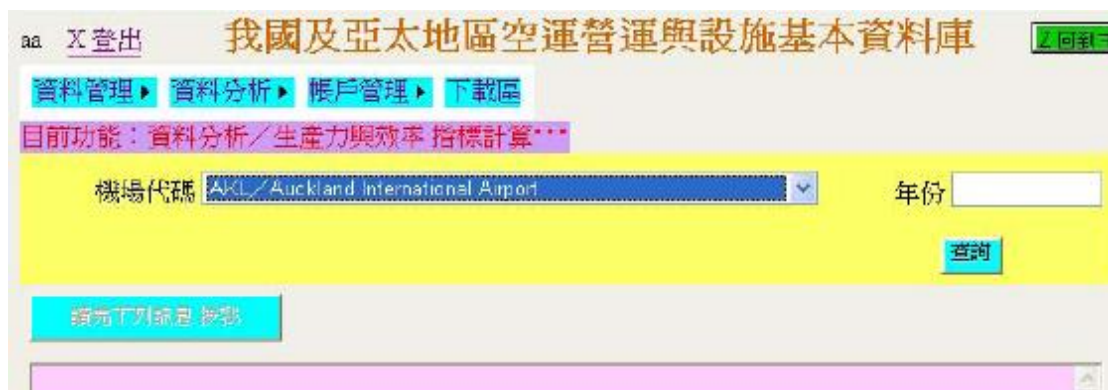 aa X 登出 我國及亞太地區空運營運與設施基本資料庫 Z 回到主
資料管理▶ 資料分析▶ 帳戶管理▶ 下載區
目前功能：資料分析／生產力與效率 指標計算***
機場代碼 AKL／Auckland International Airport 年份
查詢